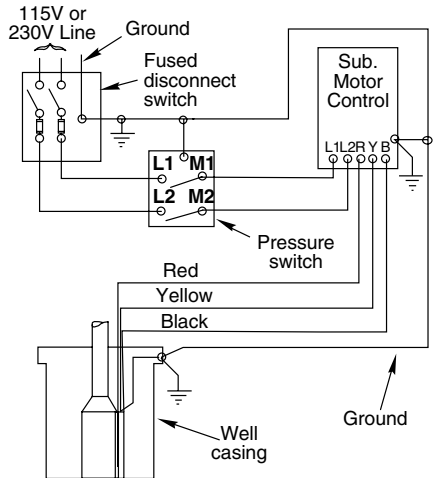 115V or
230V Line
Ground
Fused
disconnect
switch
Sub.
Motor
Control
L1 L2 R Y B
L1 M1
L2 M2
Pressure
switch
Red
Yellow
Black
Ground
Well
casing